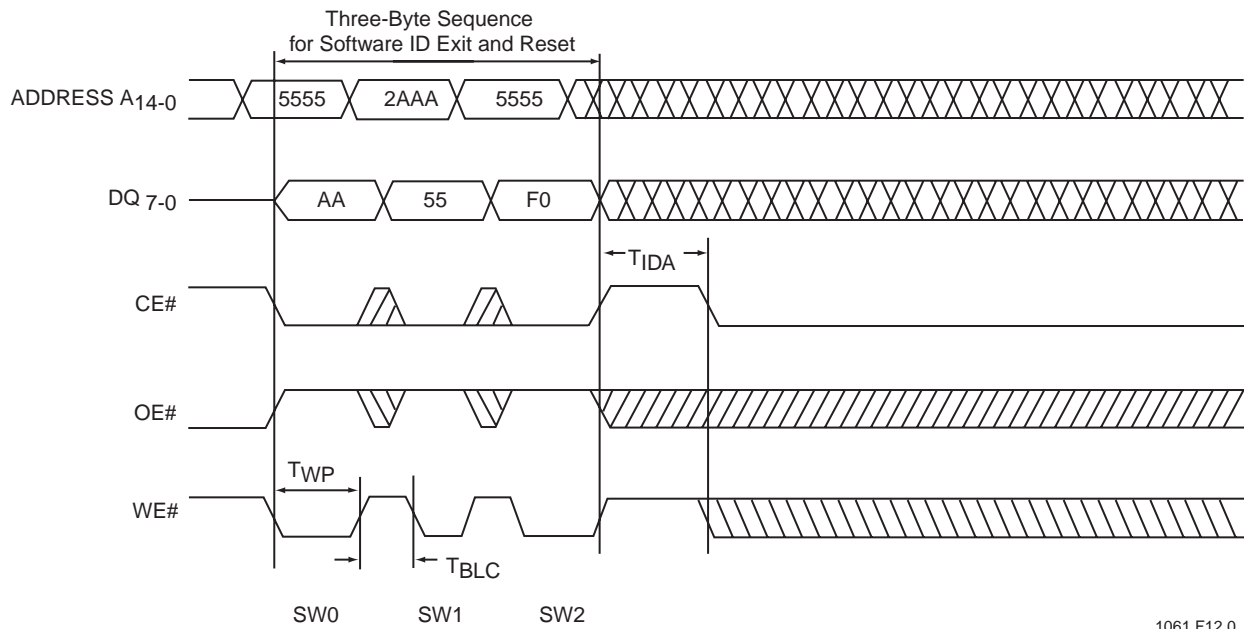 Three-Byte Sequence
for Software ID Exit and Reset
ADDRESS A14-0
5555 2AAA 5555
DQ 7-0
AA 55 F0
TIDA
CE#
OE#
TWP
WE#
TBLC
SW0 SW1 SW2
1061 F12.0